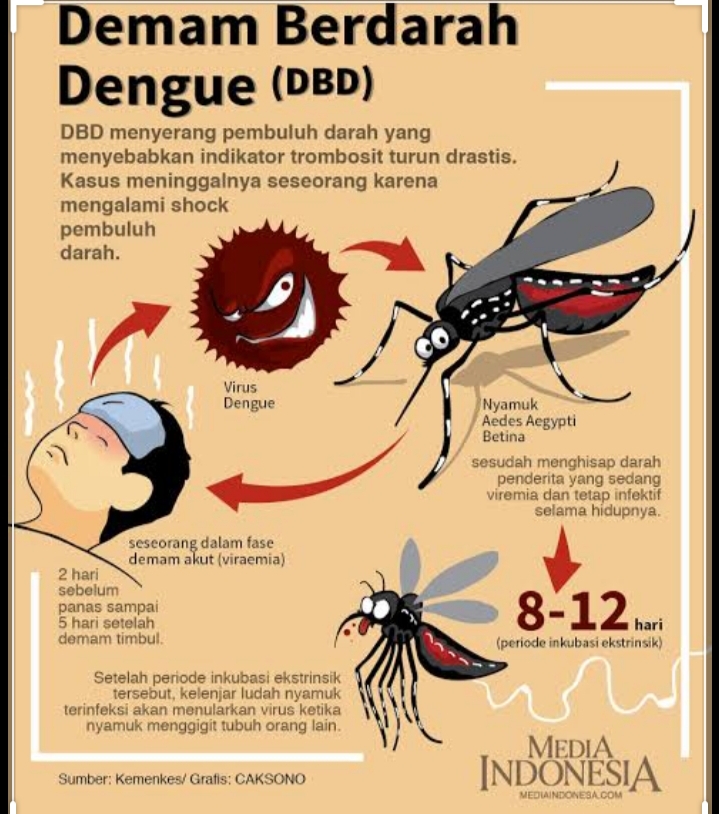 Demam Berdarah
Dengue (DBD)
DBD menyerang pembuluh darah yang
menyebabkan indikator trombosit turun drastis.
Kasus meninggalnya seseorang karena
mengalami shock
pembuluh
darah.
Virus
Dengue
Nyamuk
Aedes Aegypti
Betina
sesudah menghisap darah
penderita yang sedang
viremia dan tetap infektif
selama hidupnya.
seseorang dalam fase
demam akut (viraemia)
2 hari
sebelum
panas sampai
5 hari setelah
demam timbul.
8-12 hari
(periode inkubasi ekstrinsik)
Setelah periode inkubasi ekstrinsik
tersebut, kelenjar ludah nyamuk
terinfeksi akan menularkan virus ketika
nyamuk menggigit tubuh orang lain.
Sumber: Kemenkes/ Grafis: CAKSONO
MEDIA
INDONESIA
MEDIAINDONESA.COM